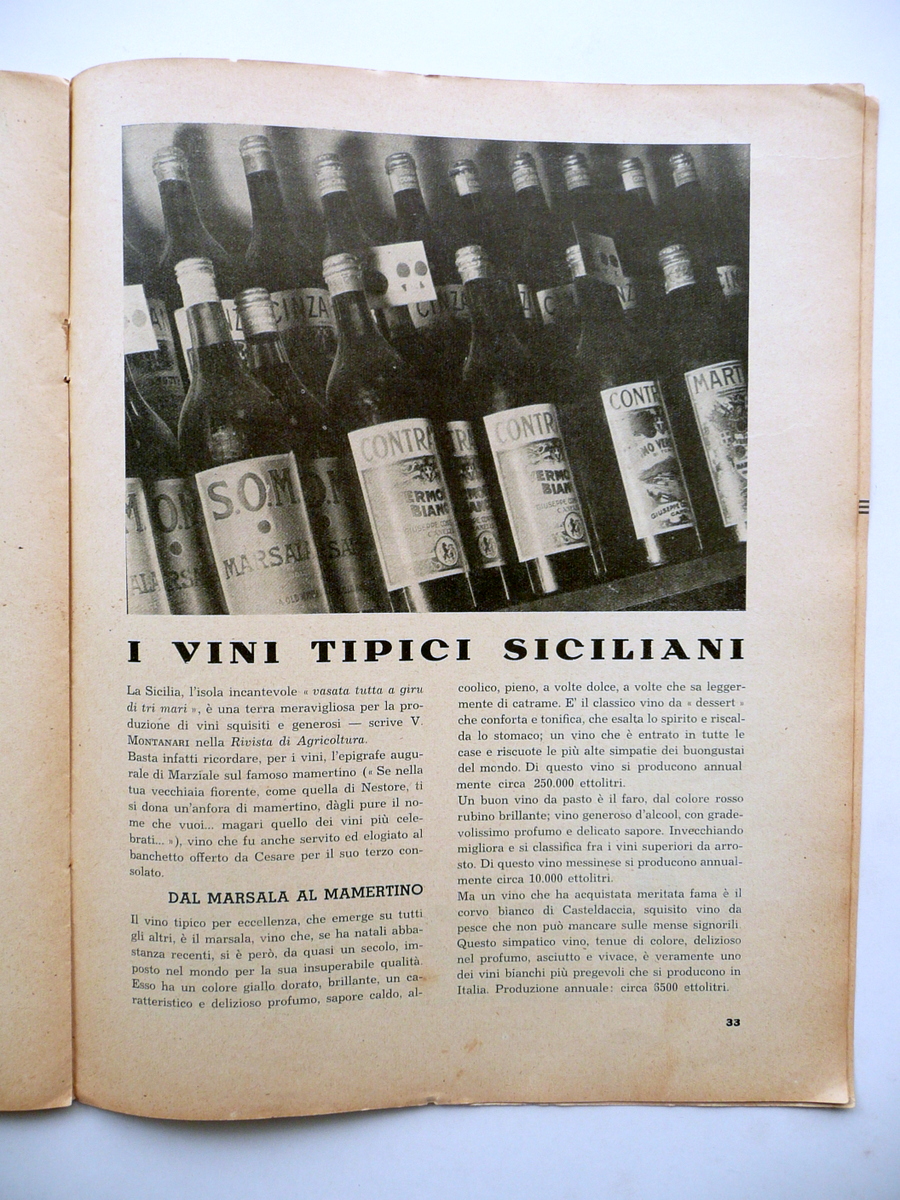 CINZA
CINZA
S.O.M.
MARSALA
CONTR
CONTR
BIANC
CONTR
MART
I VINI TIPICI SICILIANI
La Sicilia, l'isola incantevole « vasata tutta a giru
di tri mari », è una terra meravigliosa per la pro-
duzione di vini squisiti e generosi — scrive V.
MONTANARI nella Rivista di Agricoltura.
Basta infatti ricordare, per i vini, l'epigrafe augu-
rale di Marziale sul famoso mamertino (« Se nella
tua vecchiaia fiorente, come quella di Nestore, ti
si dona un'anfora di mamertino, dàgli pure il no-
me che vuoi... magari quello dei vini più cele-
brati... »), vino che fu anche servito ed elogiato al
banchetto offerto da Cesare per il suo terzo con-
solato.
DAL MARSALA AL MAMERTINO
Il vino tipico per eccellenza, che emerge su tutti
gli altri, è il marsala, vino che, se ha natali abba-
stanza recenti, si è però, da quasi un secolo, im-
posto nel mondo per la sua insuperabile qualità.
Esso ha un colore giallo dorato, brillante, un ca-
ratteristico e delizioso profumo, sapore caldo, al-
coolico, pieno, a volte dolce, a volte che sa legger-
mente di catrame. E' il classico vino da « dessert »
che conforta e tonifica, che esalta lo spirito e riscal-
da lo stomaco; un vino che è entrato in tutte le
case e riscuote le più alte simpatie dei buongustai
del mondo. Di questo vino si producono annual
mente circa 250.000 ettolitri.
Un buon vino da pasto è il faro, dal colore rosso
rubino brillante; vino generoso d'alcool, con grade-
volissimo profumo e delicato sapore. Invecchiando
migliora e si classifica fra i vini superiori da arro-
sto. Di questo vino messinese si producono annual-
mente circa 10.000 ettolitri.
Ma un vino che ha acquistata meritata fama è il
corvo bianco di Casteldaccia, squisito vino da
pesce che non può mancare sulle mense signorili
Questo simpatico vino, tenue di colore, delizioso
nel profumo, asciutto e vivace, è veramente uno
dei vini bianchi più pregevoli che si producono in
Italia. Produzione annuale: circa 6500 ettolitri.
33